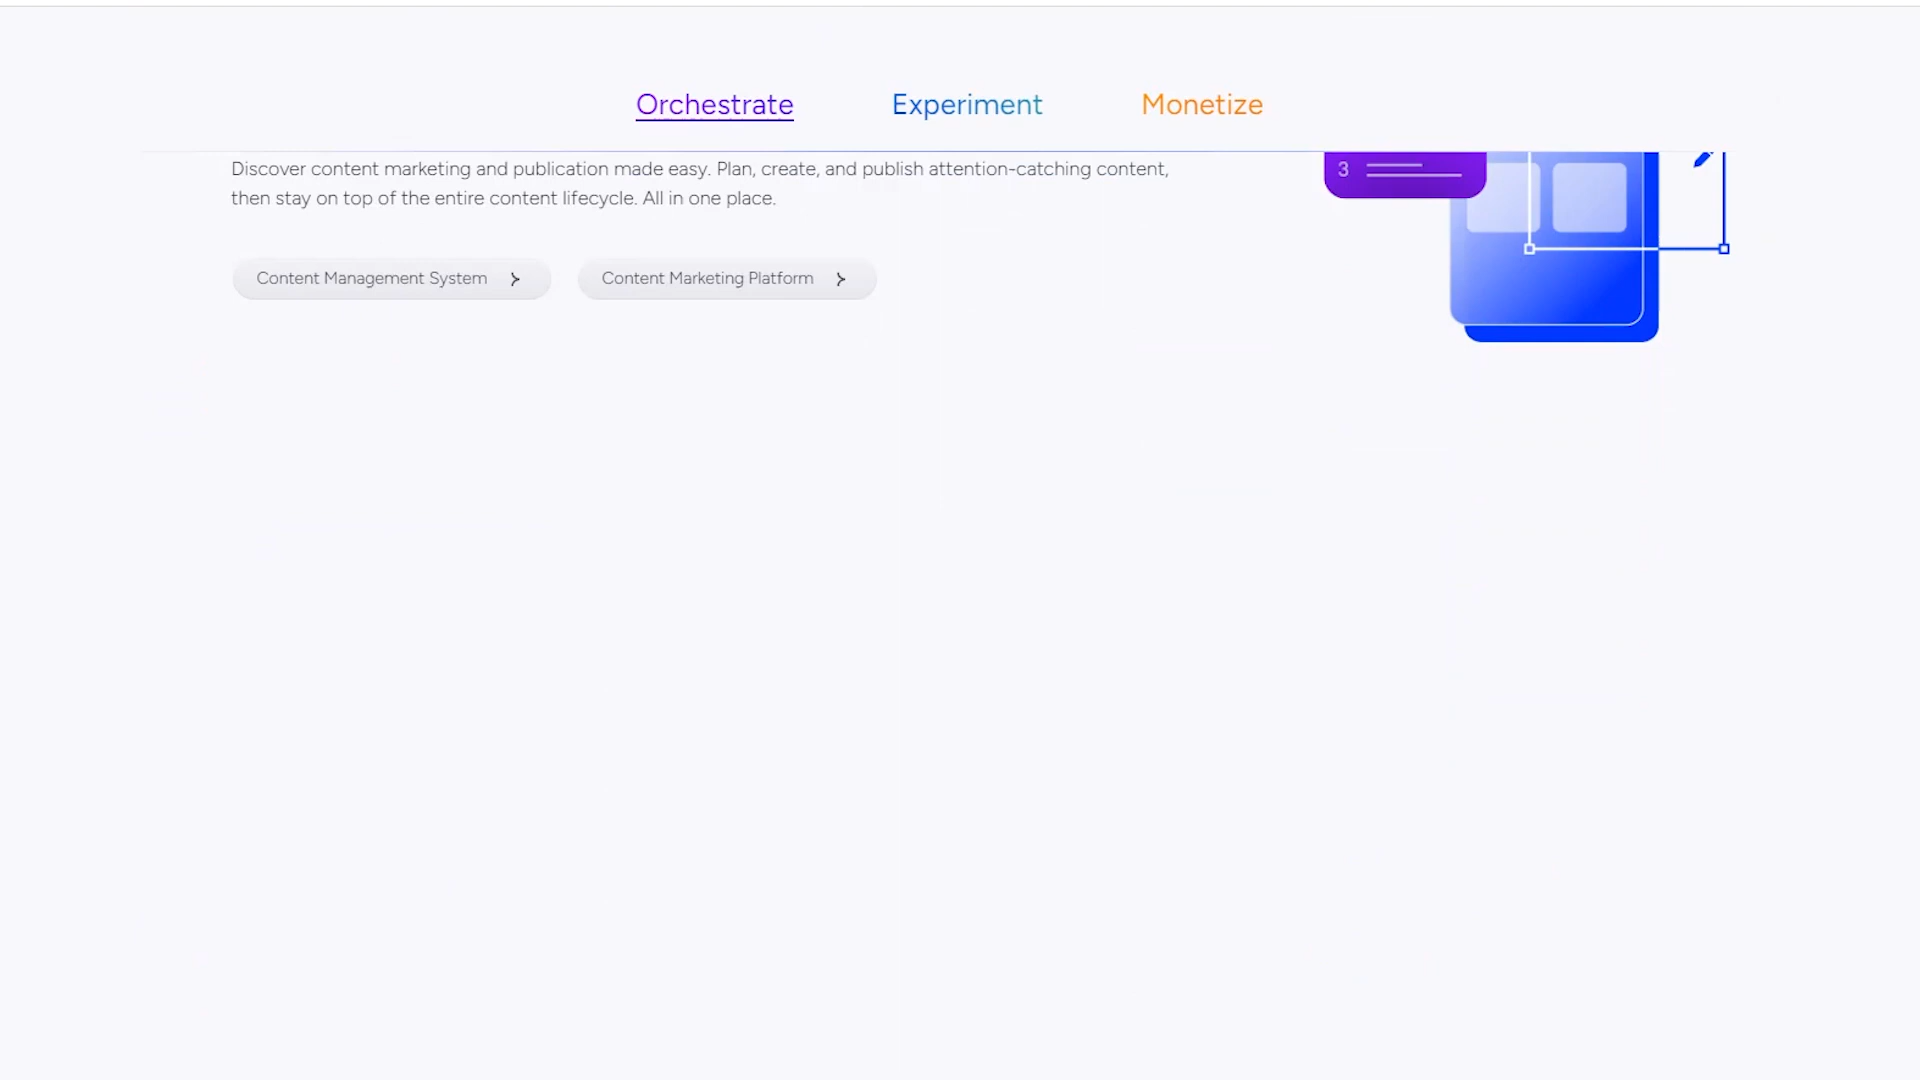 Orchestrate Experiment Monetize
Discover content marketing and publication made easy. Plan, create, and publish attention-catching content,
then stay on top of the entire content lifecycle. All in one place.
3
Content Management System Content Marketing Platform